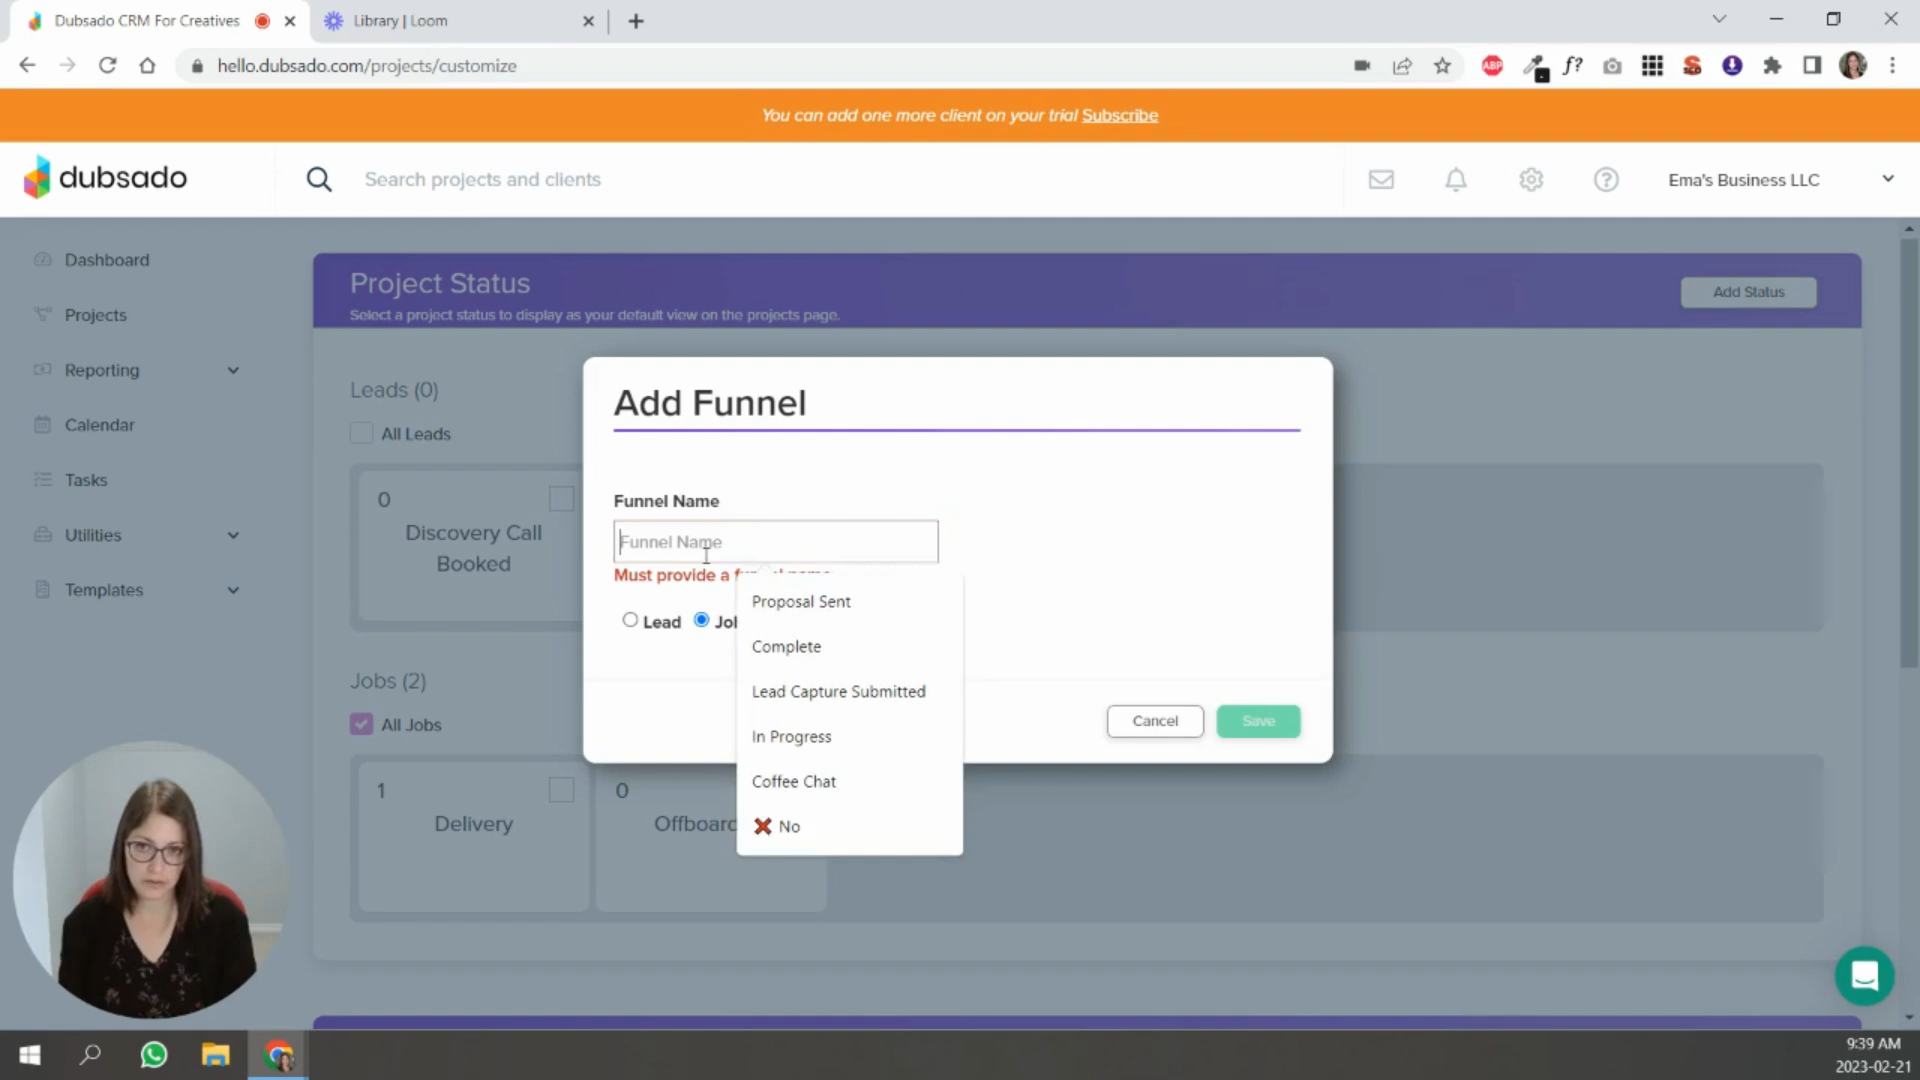 Dubsado CRM For Creatives
Library | Loom
hello.dubsado.com/projects/customize
ABP
f?
You can add one more client on your trial Subscribe
dubsado
Search projects and clients
Ema's Business LLC
Dashboard
Projects
Reporting
Calendar
Tasks
Utilities
Templates
Project Status
Select a project status to display as your default view on the projects page.
Add Status
Leads (0)
All Leads
0
Discovery Call
Booked
Jobs (2)
All Jobs
1
Delivery
0
Add Funnel
Funnel Name
Funnel Name
Must provide a
Lead
Proposal Sent
Complete
Lead Capture Submitted
In Progress
Coffee Chat
No
Cancel
Save
9:39 AM
2023-02-21